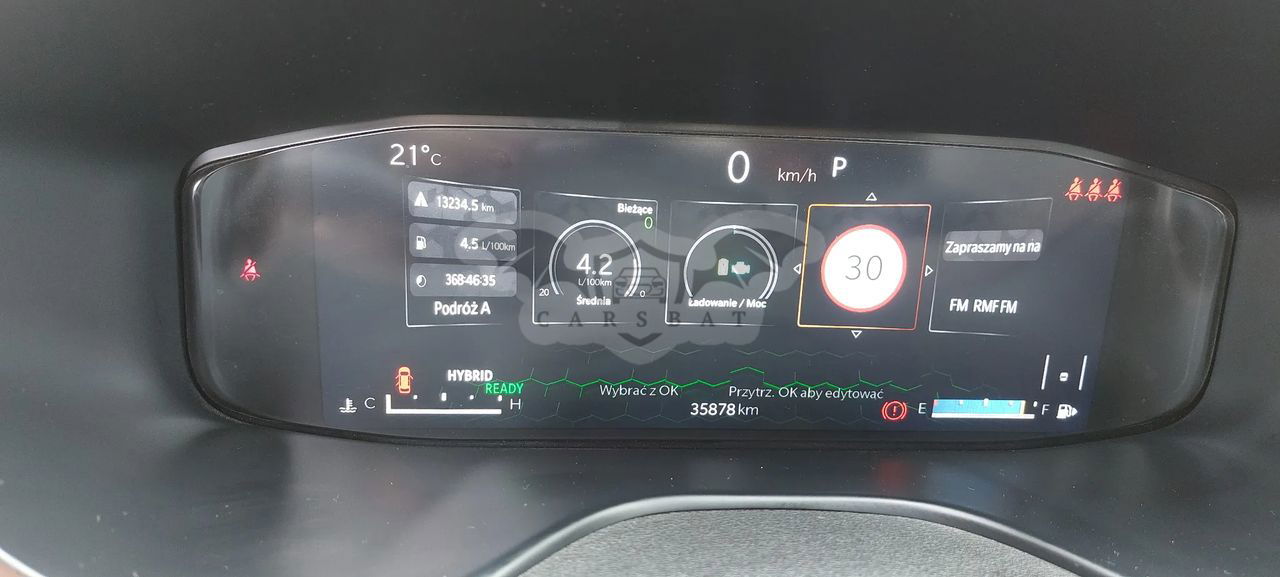 21°C
0 km/h P
13234.5 km
4.5 L/100km
368:46:35
Podróż A
Bieżące
0
4.2
L/100km
20 0
Średnia
Ładowanie / Moc
30
Zapraszamy na na
FM RMF FM
CARSBAT
HYBRID
READY
Wybrać z OK
Przytrz. OK aby edytować
C H
35878 km
E F